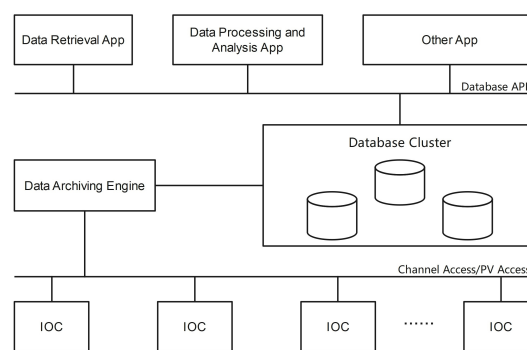 Data Retrieval App
Data Processing and
Analysis App
Other App
Database API
Database Cluster
Data Archiving Engine
Channel Access/PV Access
IOC
IOC
IOC
......
IOC